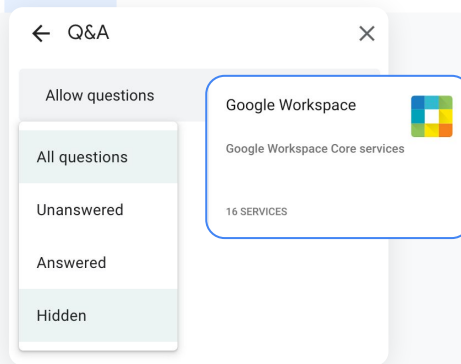 Q&A
Allow questions
All questions
Unanswered
Answered
Hidden
Google Workspace
Google Workspace Core services
16 SERVICES